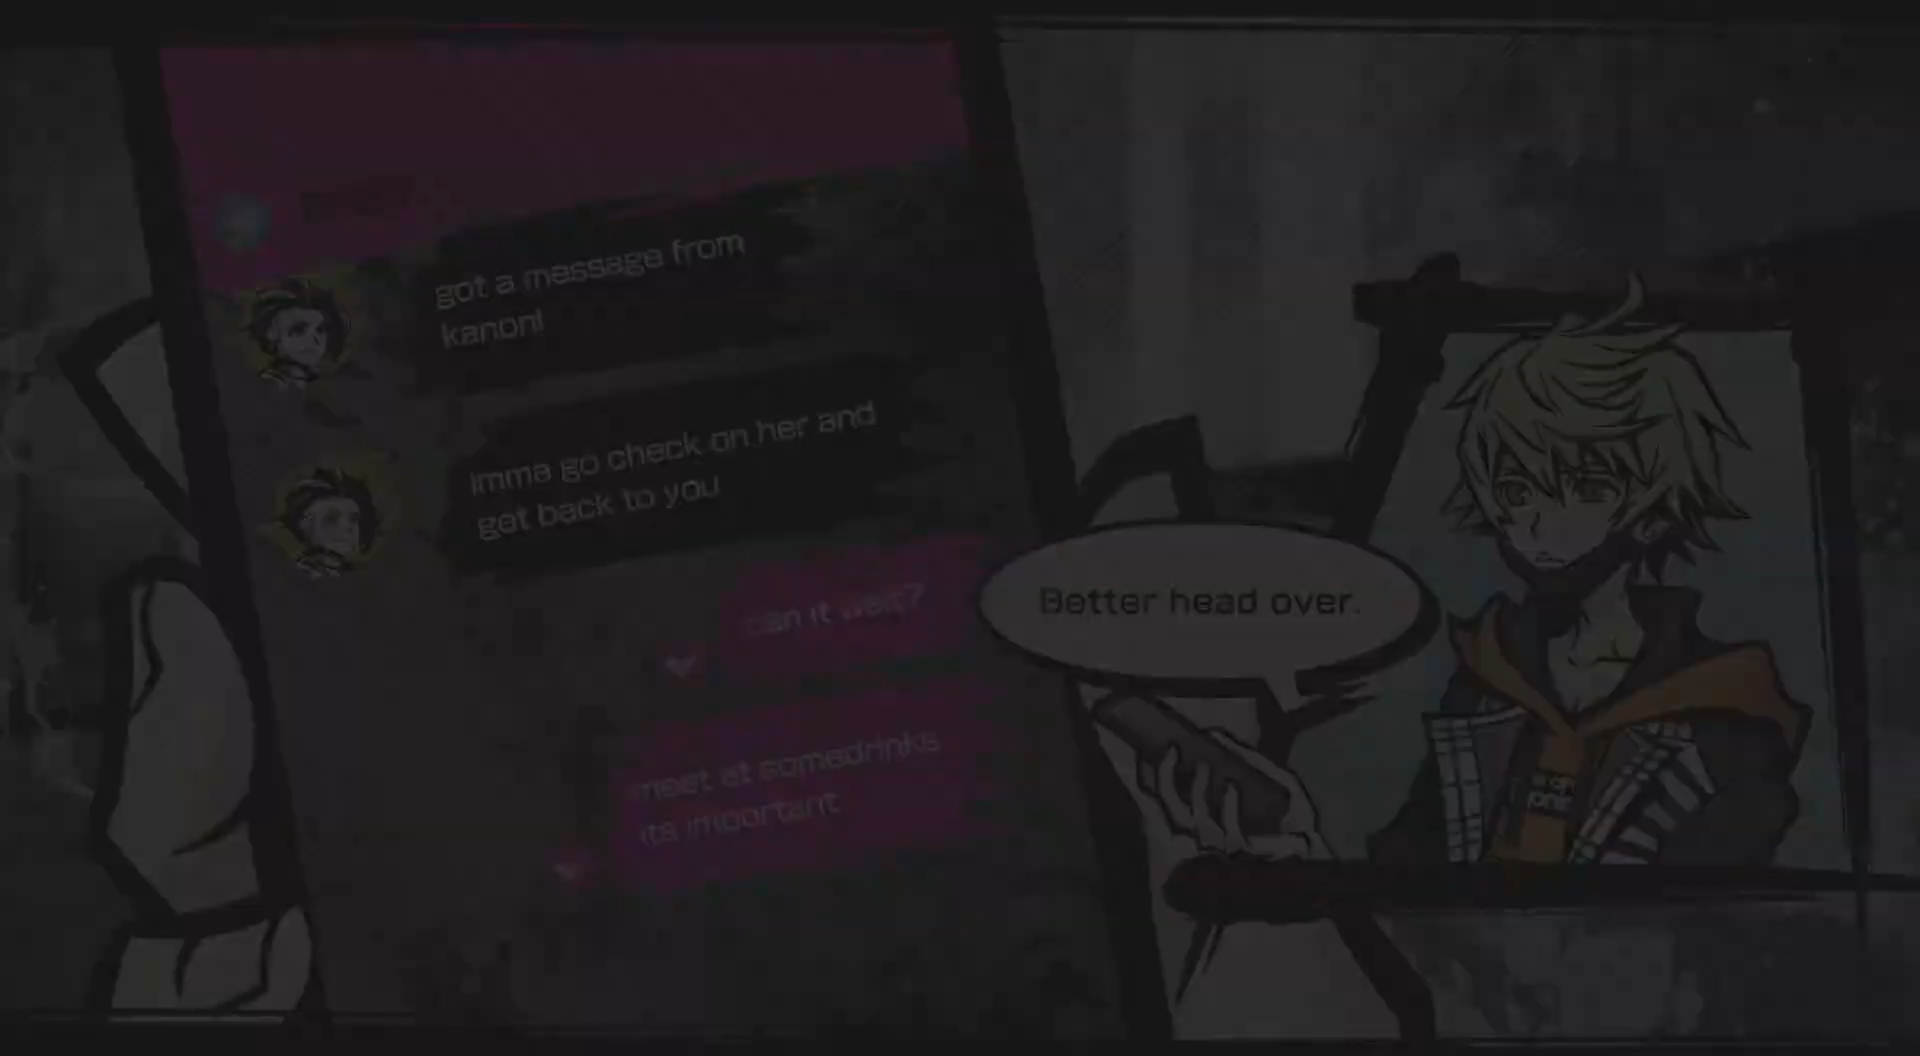 got a message from
kanon!
imma go check on her and
get back to you
can it wait?
meet at somedrinks
its important
Better head over.